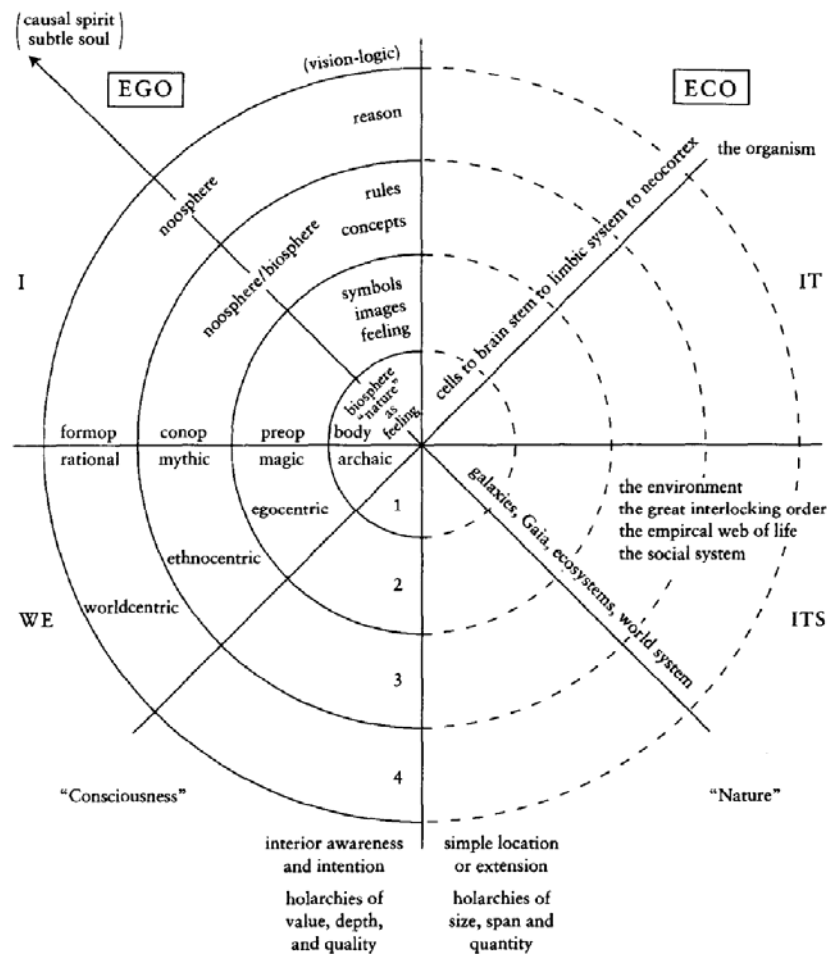 (causal spirit
subtle soul)
EGO
(vision-logic)
ECO
reason
the organism
noosphere
rules
concepts
noosphere/biosphere
cells to brain stem to limbic system to neocortex
I
symbols
images
feeling
IT
biosphere
"nature"
as
feeling
formop
conop
preop
body
rational
mythic
magic
archaic
1
egocentric
galaxies, Gaia, ecosystems, world system
the environment
the great interlocking order
the empircal web of life
the social system
ethnocentric
2
worldcentric
WE
ITS
3
4
"Consciousness"
"Nature"
interior awareness
and intention
simple location
or extension
holarchies of
value, depth,
and quality
holarchies of
size, span and
quantity